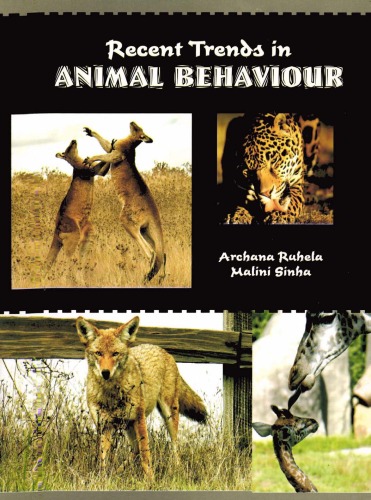 Recent Trends in
ANIMAL BEHAVIOUR
Archana Ruhela
Malini Sinha